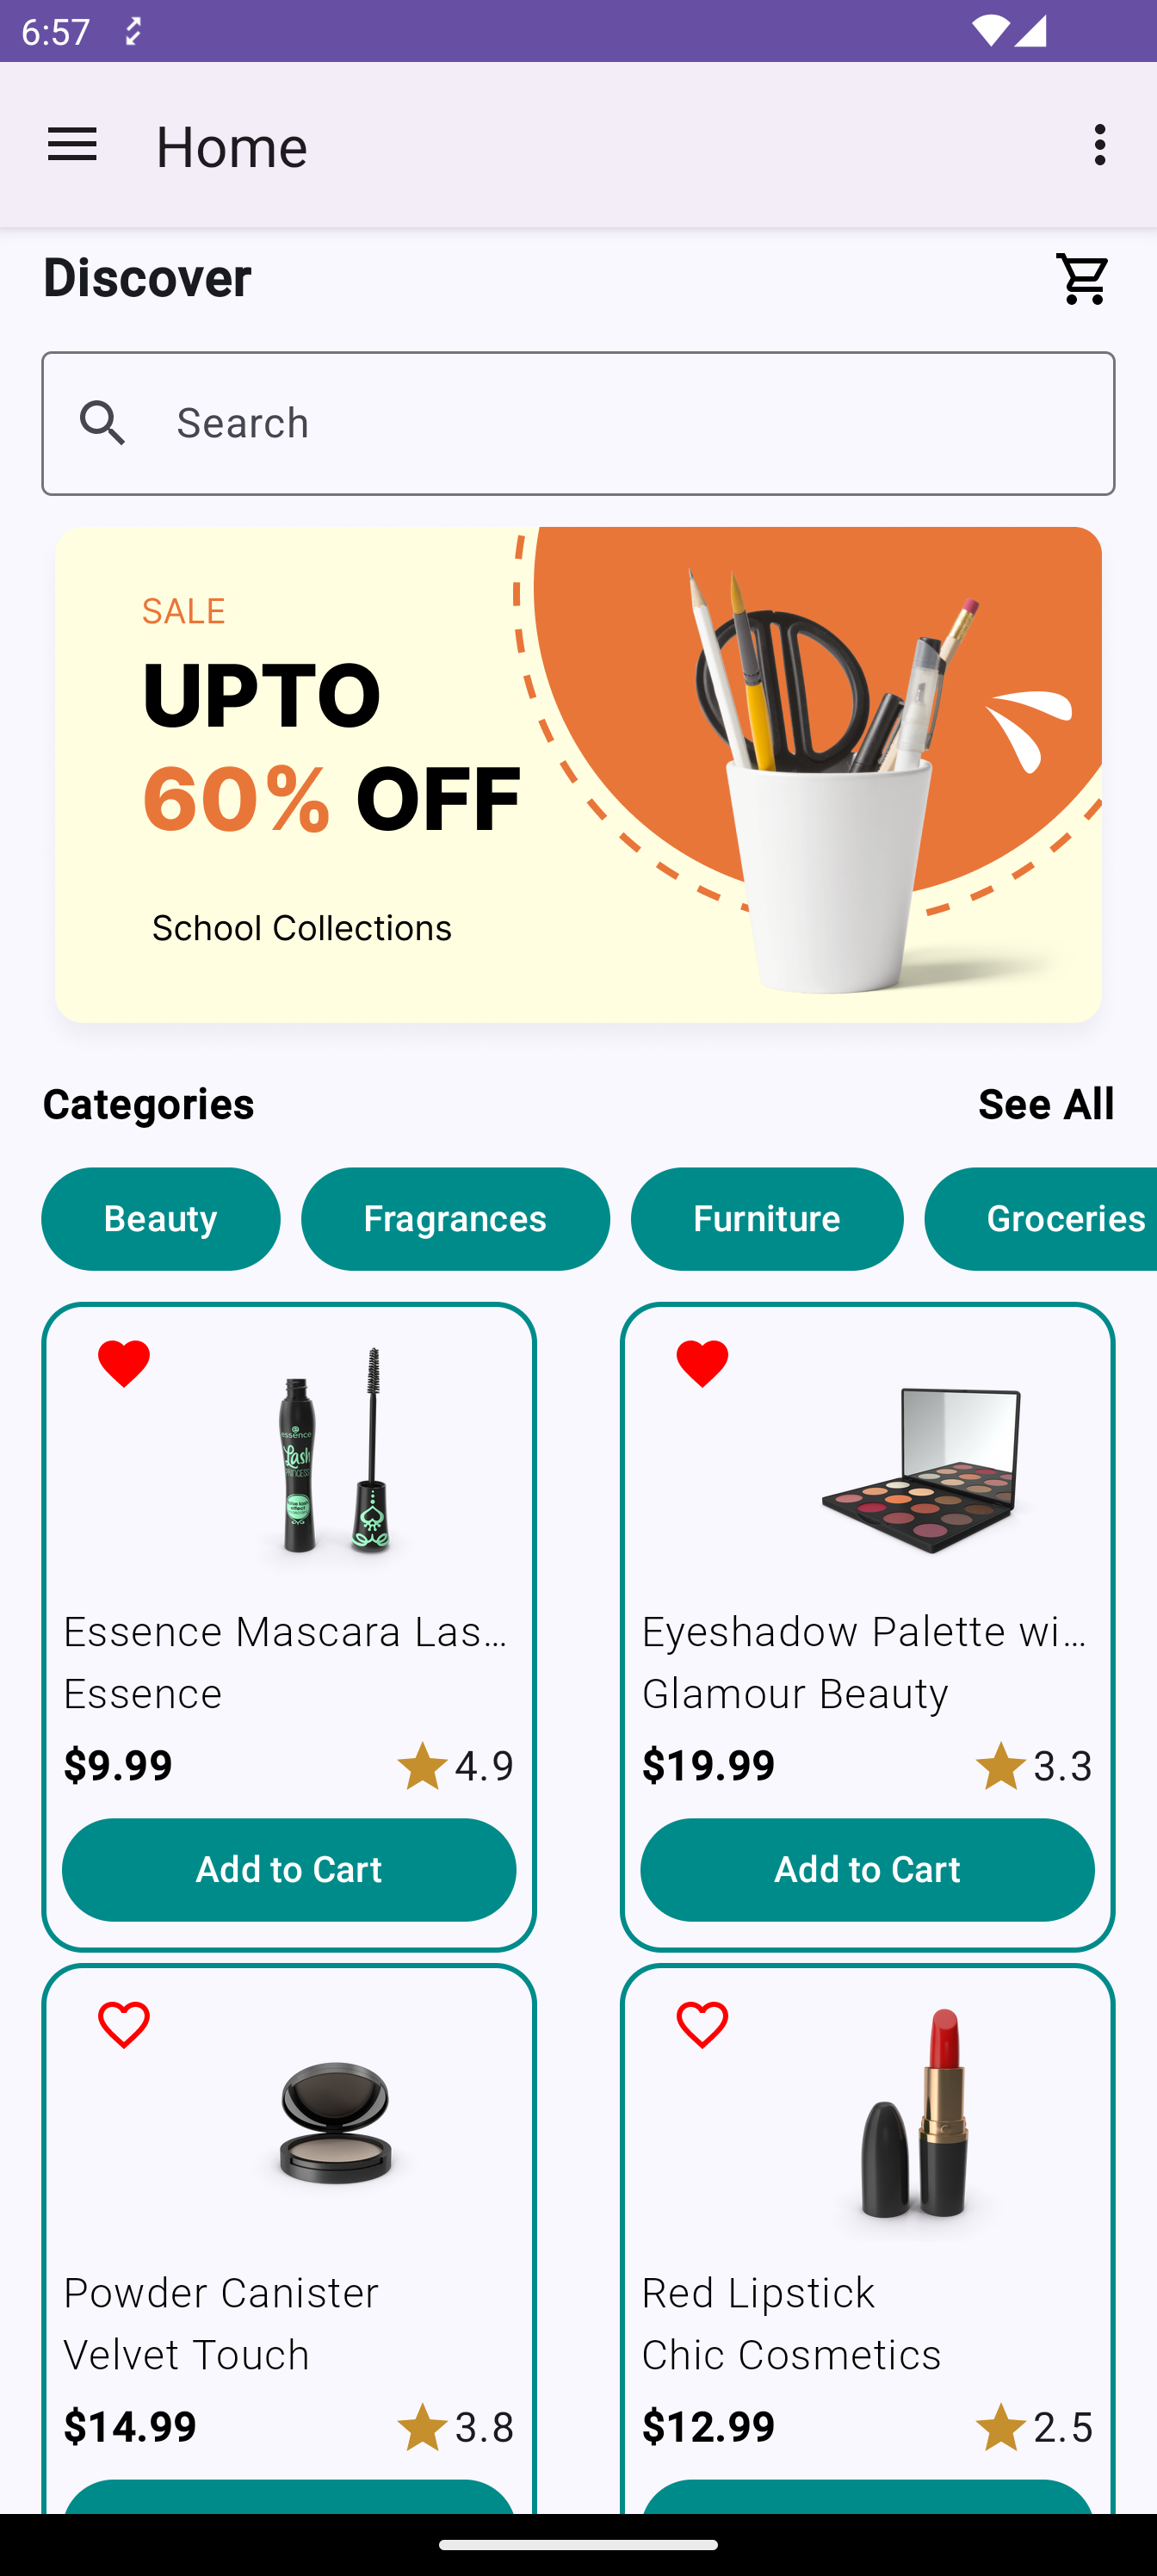 6:57
Home
Discover
Search
SALE
UPTO
60% OFF
School Collections
Categories
See All
Beauty
Fragrances
Furniture
Groceries
essence
Lash
PRINCESS
Essence Mascara Las...
Essence
$9.99
4.9
Add to Cart
Eyeshadow Palette wi...
Glamour Beauty
$19.99
3.3
Add to Cart
Powder Canister
Velvet Touch
$14.99
3.8
Red Lipstick
Chic Cosmetics
$12.99
2.5